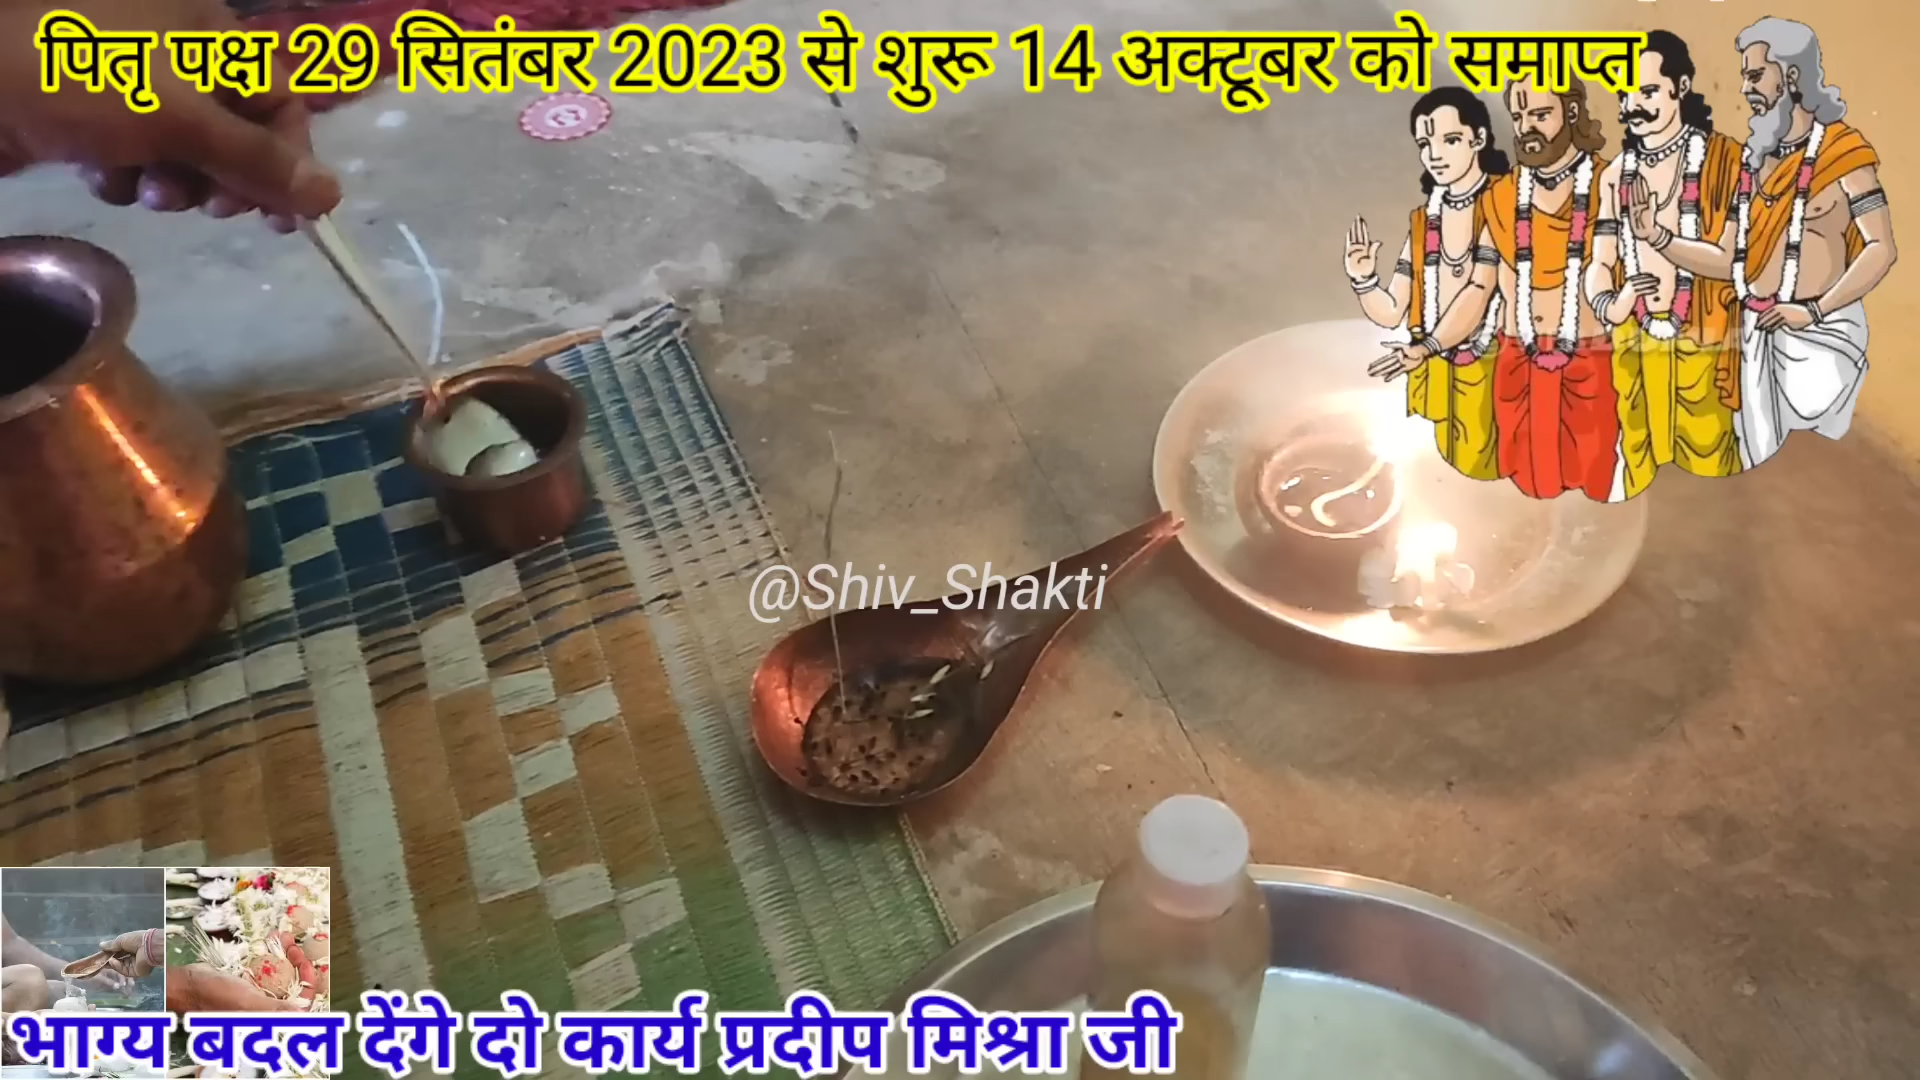 पितृ पक्ष 29 सितंबर 2023 से शुरू 14 अक्टूबर को समाप्त
@Shiv_Shakti
भाग्य बदल देंगे दो कार्य प्रदीप मिश्रा जी